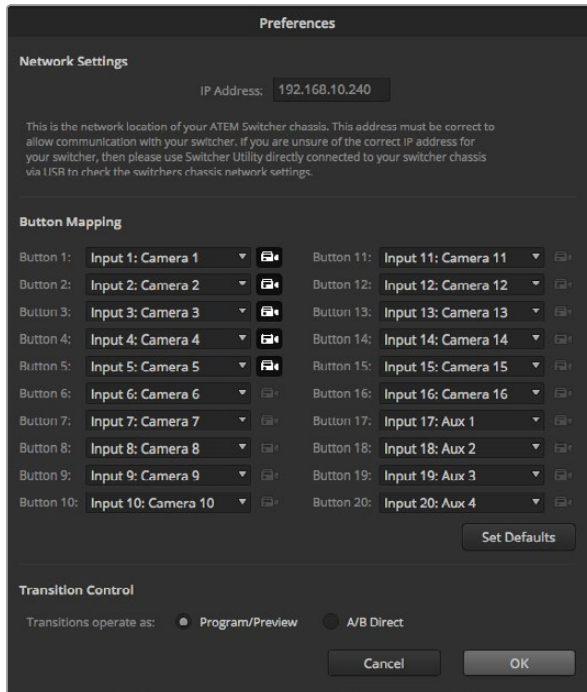 Preferences
Network Settings
IP Address: 192.168.10.240
This is the network location of your ATEM Switcher chassis. This address must be correct to
allow communication with your switcher. If you are unsure of the correct IP address for
your switcher, then please use Switcher Utility directly connected to your switcher chassis
via USB to check the switchers chassis network settings.
Button Mapping
Button 1: Input 1: Camera 1
Button 2: Input 2: Camera 2
Button 3: Input 3: Camera 3
Button 4: Input 4: Camera 4
Button 5: Input 5: Camera 5
Button 6: Input 6: Camera 6
Button 7: Input 7: Camera 7
Button 8: Input 8: Camera 8
Button 9: Input 9: Camera 9
Button 10: Input 10: Camera 10
Button 11: Input 11: Camera 11
Button 12: Input 12: Camera 12
Button 13: Input 13: Camera 13
Button 14: Input 14: Camera 14
Button 15: Input 15: Camera 15
Button 16: Input 16: Camera 16
Button 17: Input 17: Aux 1
Button 18: Input 18: Aux 2
Button 19: Input 19: Aux 3
Button 20: Input 20: Aux 4
Set Defaults
Transition Control
Transitions operate as: Program/Preview A/B Direct
Cancel OK